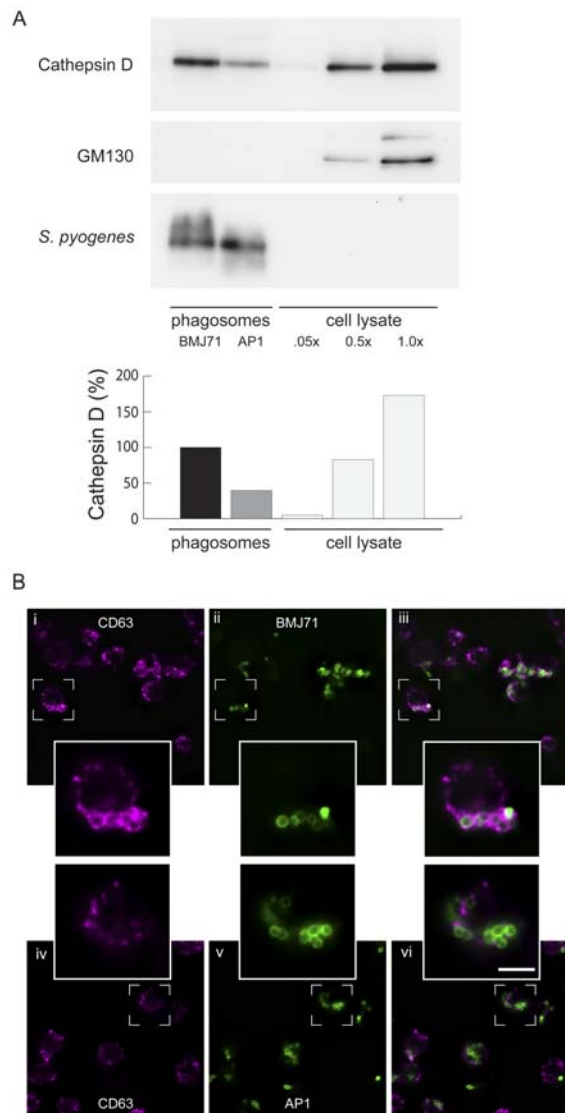 A
Cathepsin D
GM130
S. pyogenes
phagosomes cell lysate
BMJ71 AP1 .05x 0.5x 1.0x
Cathepsin D (%)
200
150
100
50
0
phagosomes cell lysate
B
i CD63 ii BMJ71 iii
iv v vi
CD63 AP1